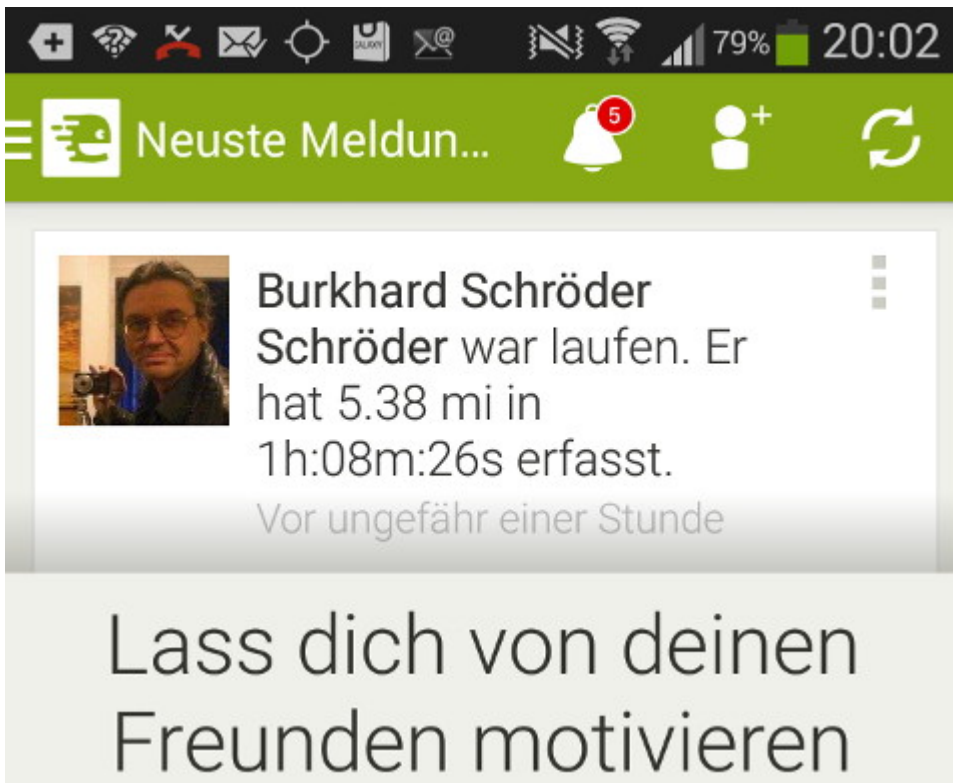 79% 20:02
Neuste Meldun... 5
Burkhard Schröder
Schröder war laufen. Er
hat 5.38 mi in
1h:08m:26s erfasst.
Vor ungefähr einer Stunde
Lass dich von deinen
Freunden motivieren